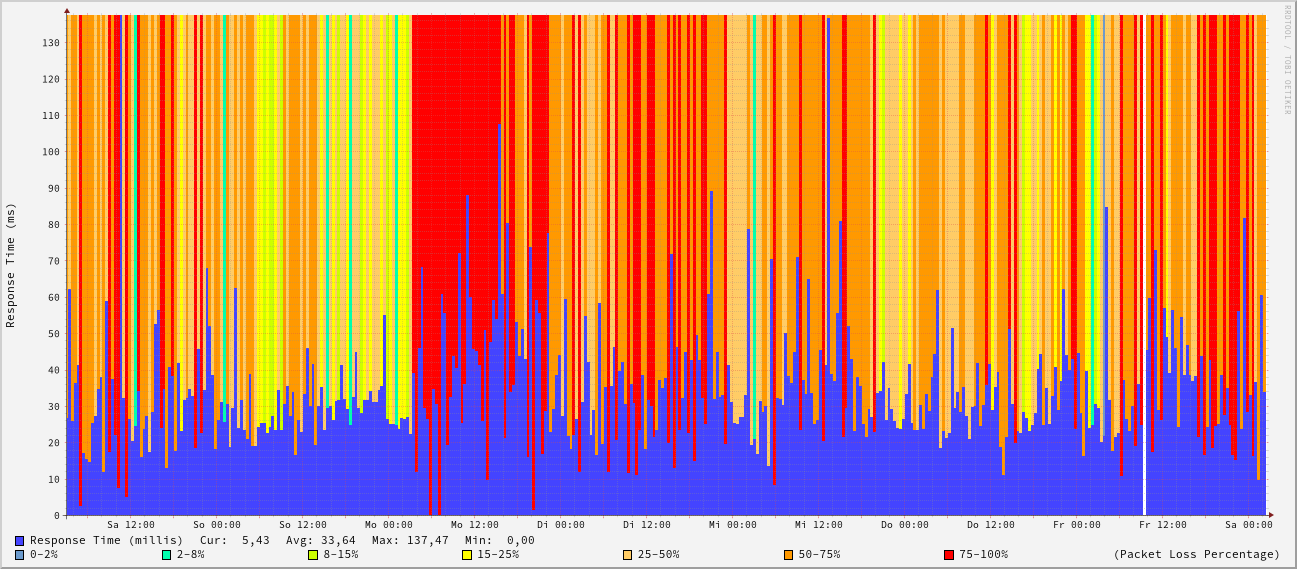 RRDTOOL / TOBI OETIKER
Response Time (ms)
130
120
110
100
90
80
70
60
50
40
30
20
10
0
Sa 12:00 So 00:00 So 12:00 Mo 00:00 Mo 12:00 Di 00:00 Di 12:00 Mi 00:00 Mi 12:00 Do 00:00 Do 12:00 Fr 00:00 Fr 12:00 Sa 00:00
Response Time (millis) Cur: 5,43 Avg: 33,64 Max: 137,47 Min: 0,00
0-2% 2-8% 8-15% 15-25% 25-50% 50-75% 75-100% (Packet Loss Percentage)